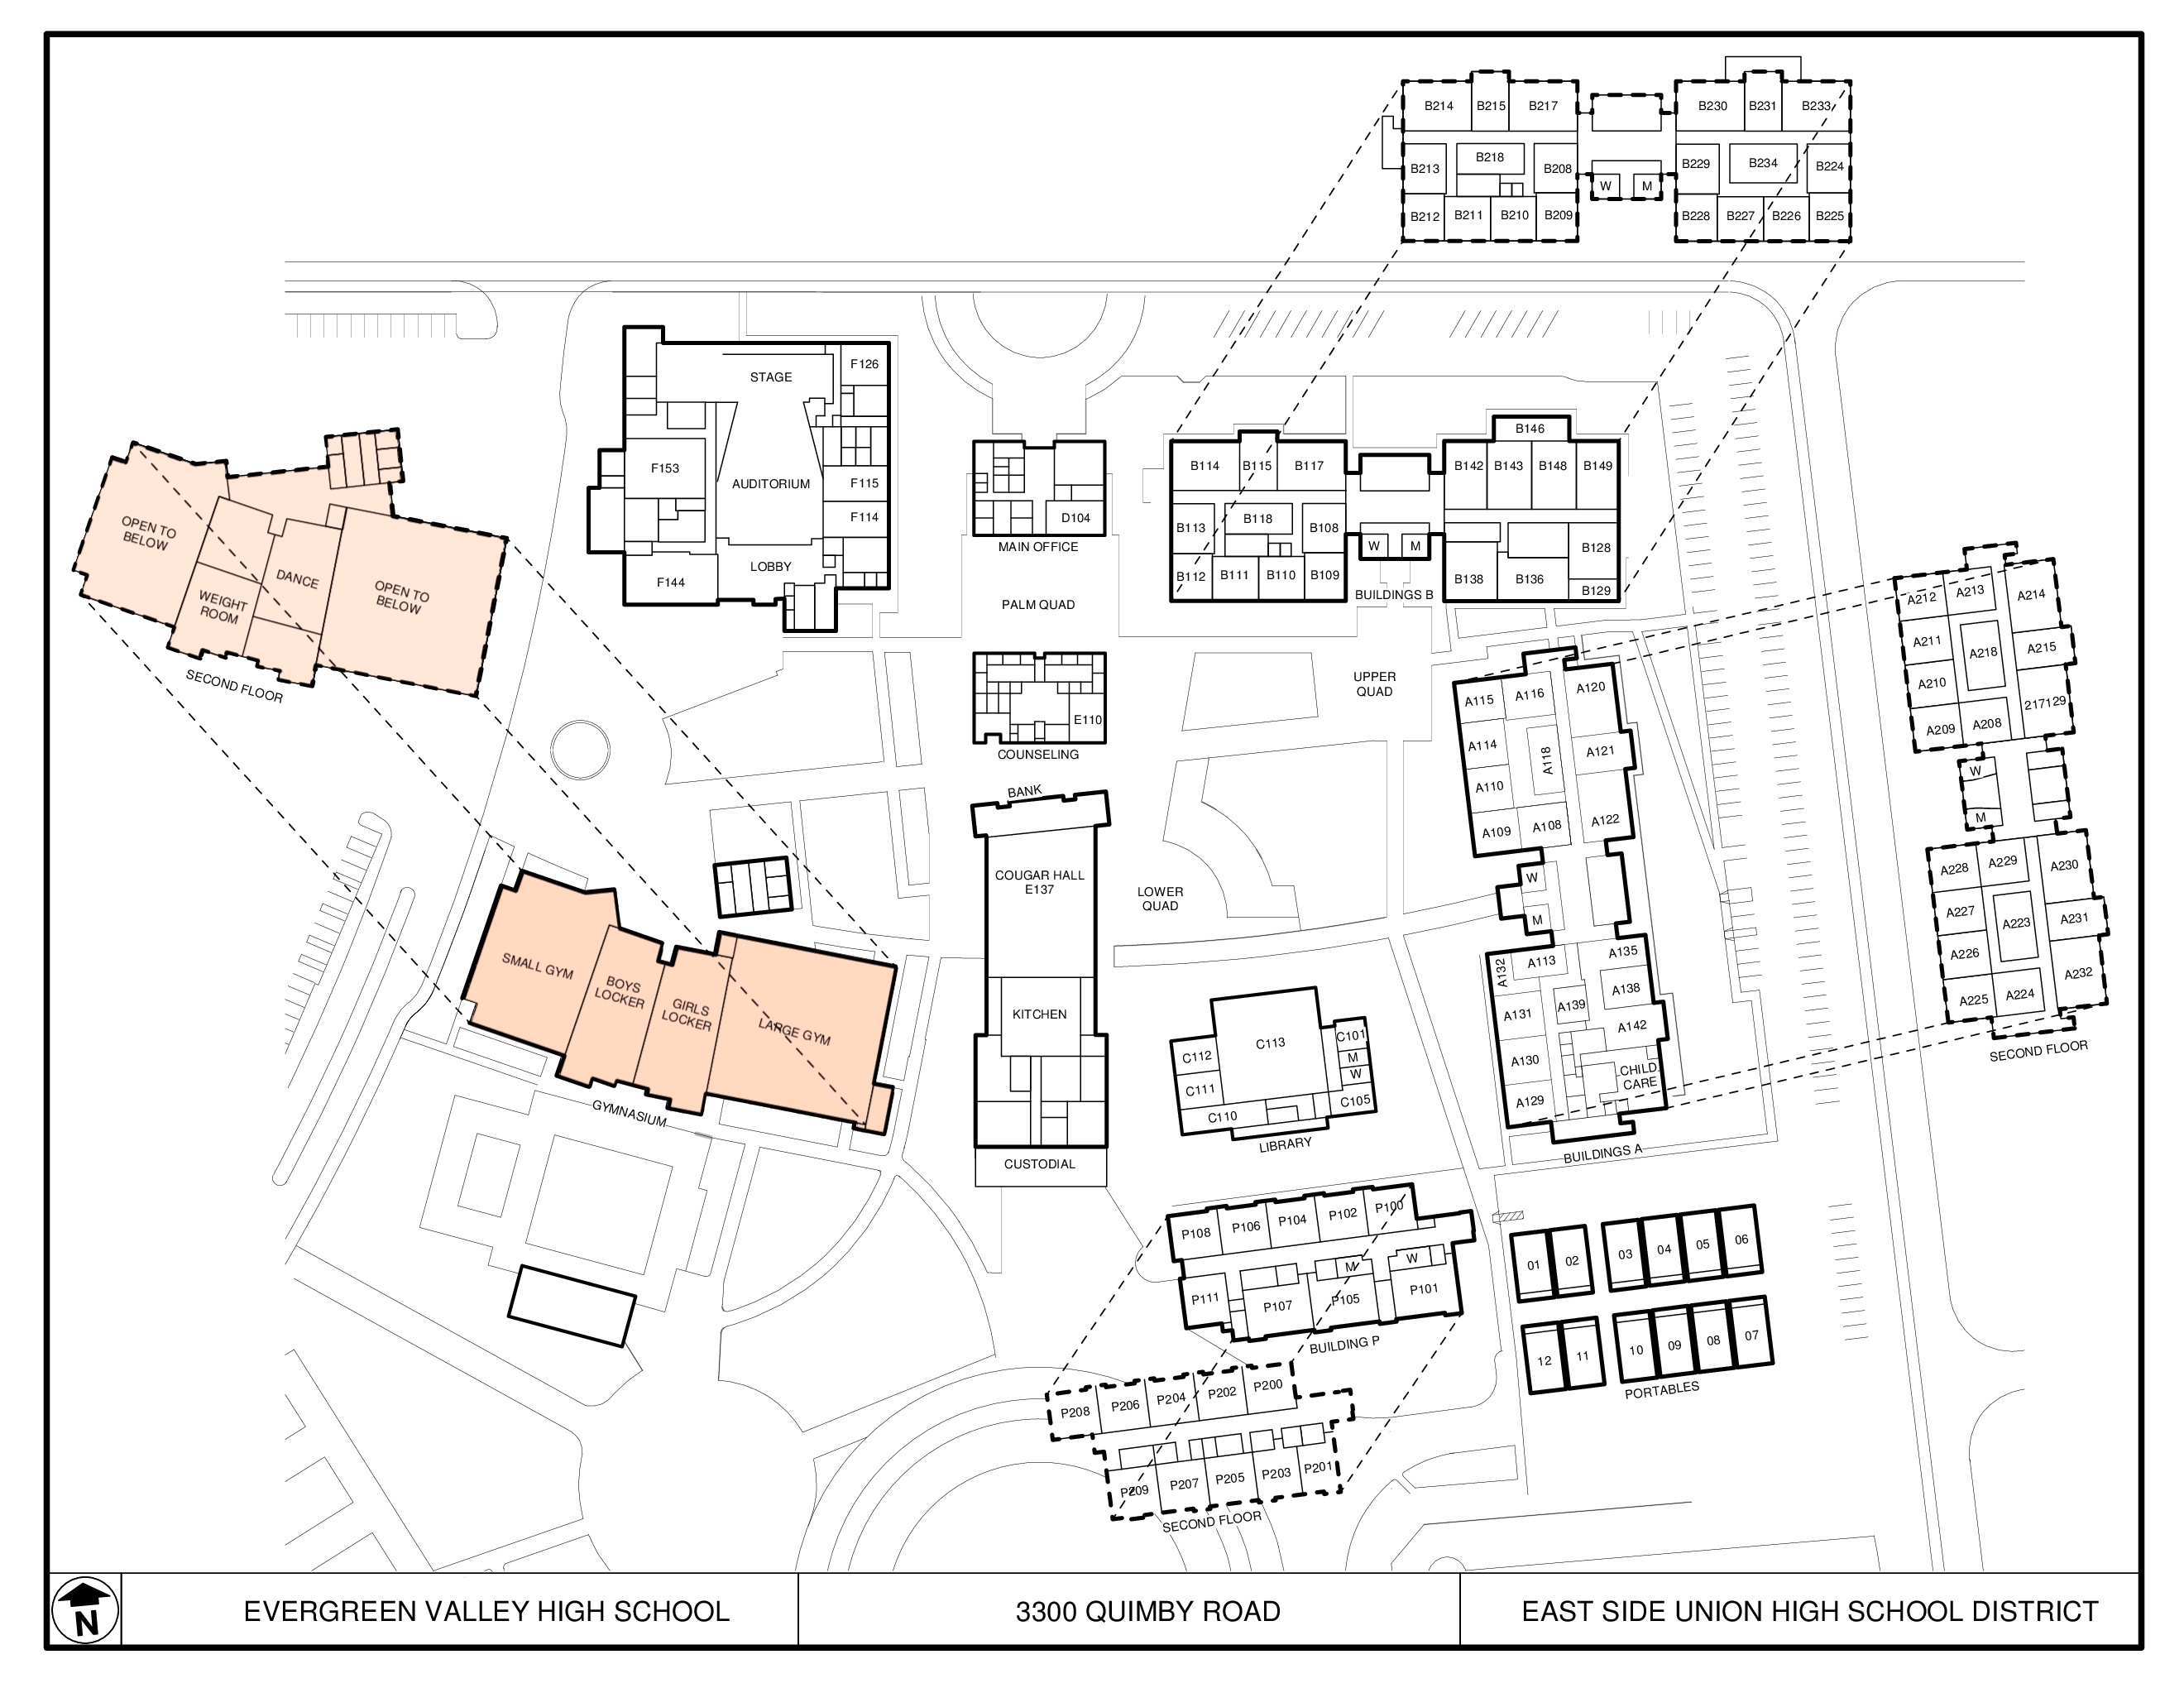 B214
B215
B217
B230
B231
B233
B213
B218
B208
B229
B234
B224
W
M
B212
B211
B210
B209
B228
B227
B226
B225
STAGE
F126
F153
AUDITORIUM
F115
F114
F144
LOBBY
D104
MAIN OFFICE
PALM QUAD
B114
B115
B117
B142
B143
B146
B148
B149
B113
B118
B108
W
M
B128
B112
B111
B110
B109
B138
B136
B129
BUILDINGS B
OPEN TO
BELOW
DANCE
WEIGHT
ROOM
OPEN TO
BELOW
SECOND FLOOR
E110
COUNSELING
UPPER
QUAD
A115
A116
A120
A114
A118
A121
A110
A109
A108
A122
W
M
A212
A213
A214
A211
A218
A215
A210
217129
A209
A208
W
M
A228
A229
A230
A227
A223
A231
A226
A232
A225
A224
SECOND FLOOR
BANK
COUGAR HALL
E137
LOWER
QUAD
KITCHEN
CUSTODIAL
SMALL GYM
BOYS
LOCKER
GIRLS
LOCKER
LARGE GYM
GYMNASIUM
A132
A113
A135
A138
A139
A131
A142
A130
CHILD
CARE
A129
BUILDINGS A
C113
C101
C112
M
W
C111
C105
C110
LIBRARY
P108
P106
P104
P102
P100
W
M
P111
P107
P105
P101
BUILDING P
01
02
03
04
05
06
12
11
10
09
08
07
PORTABLES
P208
P206
P204
P202
P200
P209
P207
P205
P203
P201
SECOND FLOOR
N
EVERGREEN VALLEY HIGH SCHOOL
3300 QUIMBY ROAD
EAST SIDE UNION HIGH SCHOOL DISTRICT